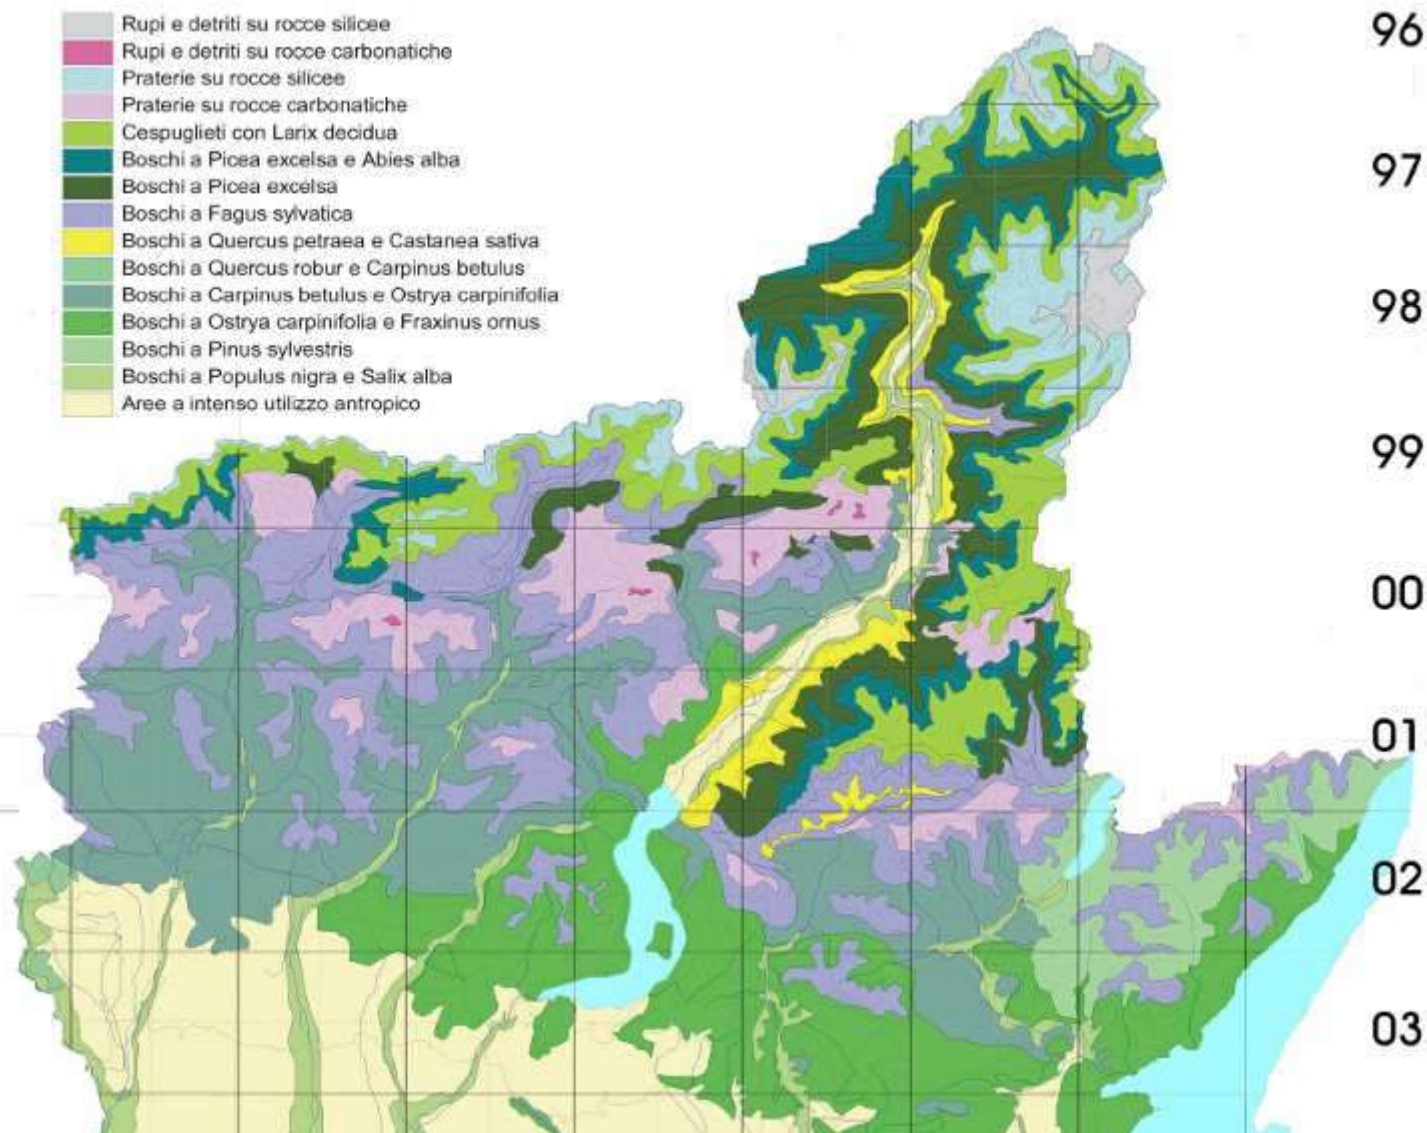 Rupi e detriti su rocce silicee
Rupi e detriti su rocce carbonatiche
Praterie su rocce silicee
Praterie su rocce carbonatiche
Cespuglieti con Larix decidua
Boschi a Picea excelsa e Abies alba
Boschi a Picea excelsa
Boschi a Fagus sylvatica
Boschi a Quercus petraea e Castanea sativa
Boschi a Quercus robur e Carpinus betulus
Boschi a Carpinus betulus e Ostrya carpinifolia
Boschi a Ostrya carpinifolia e Fraxinus ornus
Boschi a Pinus sylvestris
Boschi a Populus nigra e Salix alba
Aree a intenso utilizzo antropico
96
97
98
99
00
01
02
03